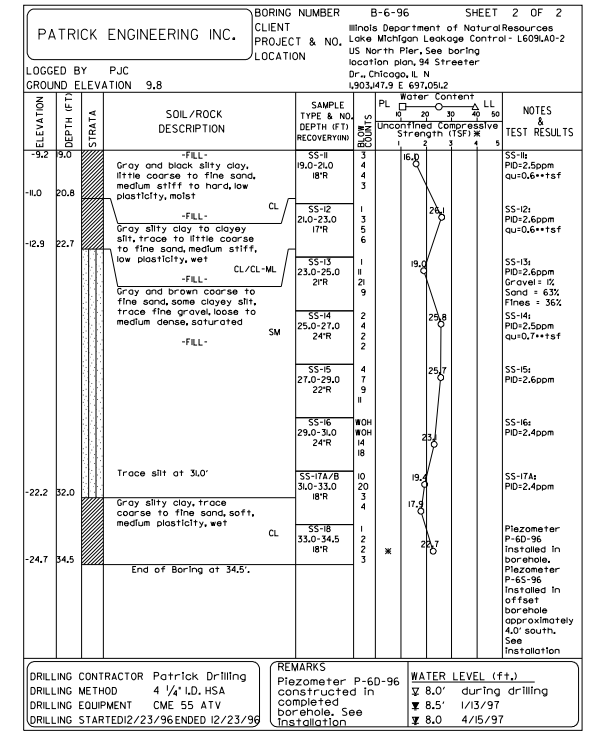 PATRICK ENGINEERING INC.
BORING NUMBER B-6-96 SHEET 2 OF 2
CLIENT Illinois Department of Natural Resources
PROJECT & NO. Lake Michigan Leakage Control - L6091.A0-2
LOCATION US North Pier, See boring
location plan, 94 Streeter
Dr., Chicago, IL N
1,903,147.9 E 697,051.2
LOGGED BY PJC
GROUND ELEVATION 9.8
ELEVATION
DEPTH (FT)
STRATA
SOIL/ROCK
DESCRIPTION
SAMPLE
TYPE & NO.
DEPTH (FT)
RECOVERY(IN)
BLOW
COUNTS
Water Content
PL LL
10 20 30 40 50
Unconfined Compressive
Strength (TSF) ※
1 2 3 4 5
NOTES
&
TEST RESULTS
-9.2 19.0
-FILL-
Gray and black silty clay,
little coarse to fine sand,
medium stiff to hard, low
plasticity, moist
CL
SS-11
19.0-21.0
18"R
3
4
4
3
16.0
SS-11:
PID=2.5ppm
qu=0.6**tsf
-11.0 20.8
-FILL-
Gray silty clay to clayey
silt, trace to little coarse
to fine sand, medium stiff,
low plasticity, wet
CL/CL-ML
SS-12
21.0-23.0
17"R
1
3
5
6
26.1
SS-12:
PID=2.6ppm
qu=0.6**tsf
-12.9 22.7
-FILL-
Gray and brown coarse to
fine sand, some clayey silt,
trace fine gravel, loose to
medium dense, saturated
SM
-FILL-
SS-13
23.0-25.0
21"R
1
11
21
9
19.0
SS-13:
PID=2.6ppm
Gravel = 1%
Sand = 63%
Fines = 36%
SS-14
25.0-27.0
24"R
2
4
2
2
25.8
SS-14:
PID=2.5ppm
qu=0.7**tsf
SS-15
27.0-29.0
22"R
4
7
9
11
25.7
SS-15:
PID=2.6ppm
SS-16
29.0-31.0
24"R
WOH
WOH
14
18
23.1
SS-16:
PID=2.4ppm
Trace silt at 31.0'
SS-17A/B
31.0-33.0
18"R
10
20
3
4
19.4
17.9
SS-17A:
PID=2.4ppm
-22.2 32.0
Gray silty clay, trace
coarse to fine sand, soft,
medium plasticity, wet
CL
SS-18
33.0-34.5
18"R
1
2
2
3
※
22.7
Piezometer
P-6D-96
installed in
borehole.
Piezometer
P-6S-96
installed in
offset
borehole
approximately
4.0' south.
See
installation
-24.7 34.5
End of Boring at 34.5'.
DRILLING CONTRACTOR Patrick Drilling
DRILLING METHOD 4 1/4" I.D. HSA
DRILLING EQUIPMENT CME 55 ATV
DRILLING STARTED12/23/96 ENDED 12/23/96
REMARKS
Piezometer P-6D-96
constructed in
completed
borehole. See
installation
WATER LEVEL (ft.)
8.0' during drilling
8.5' 1/13/97
8.0 4/15/97